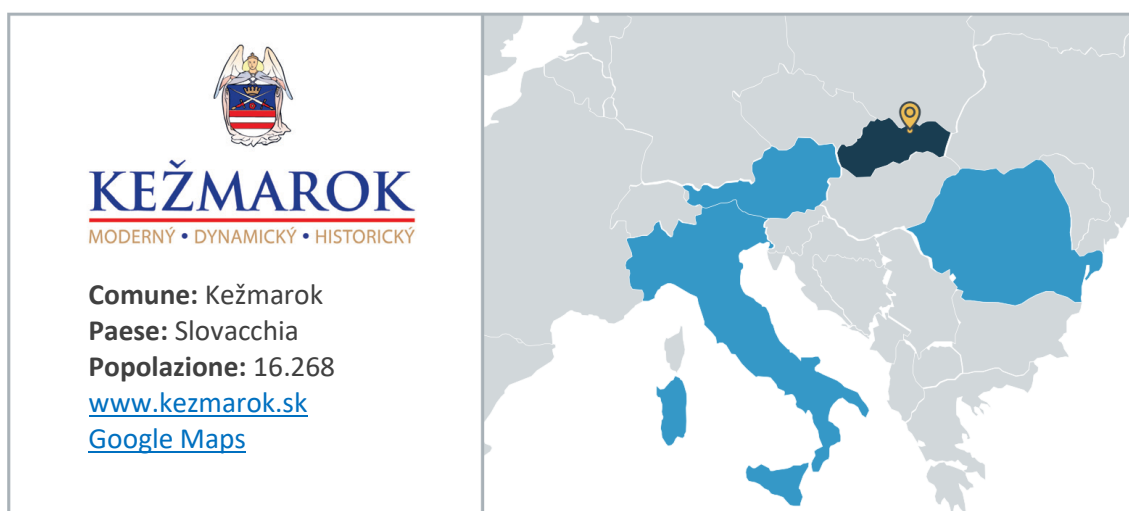 KEŽMAROK
MODERNÝ • DYNAMICKÝ • HISTORICKÝ
Comune: Kežmarok
Paese: Slovacchia
Popolazione: 16.268
www.kezmarok.sk
Google Maps